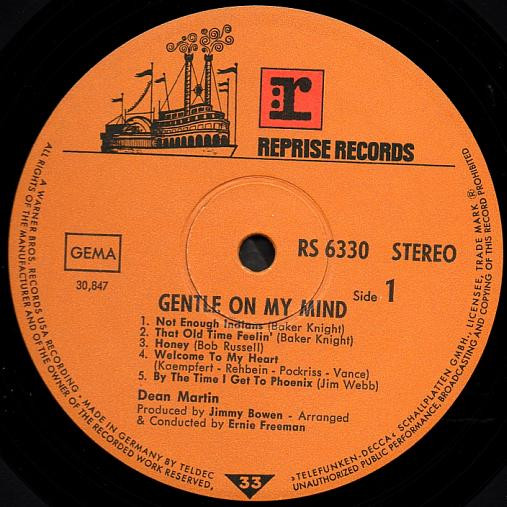 r:
REPRISE RECORDS
GEMA
30,847
RS 6330 STEREO
GENTLE ON MY MIND Side 1
1. Not Enough Indians (Baker Knight)
2. That Old Time Feelin' (Baker Knight)
3. Honey (Bob Russell)
4. Welcome To My Heart
(Kaempfert - Rehbein - Pockriss - Vance)
5. By The Time I Get To Phoenix (Jim Webb)
Dean Martin
Produced by Jimmy Bowen - Arranged
& Conducted by Ernie Freeman
33
A WARNER BROS. RECORDS USA RECORDING · MADE IN GERMANY BY TELDEC
»TELEFUNKEN-DECCA« SCHALLPLATTEN GMBH., LICENSEE, TRADE MARK ®
ALL RIGHTS OF THE MANUFACTURER AND OF THE OWNER OF THE RECORDED WORK RESERVED,
UNAUTHORIZED PUBLIC PERFORMANCE, BROADCASTING AND COPYING OF THIS RECORD PROHIBITED